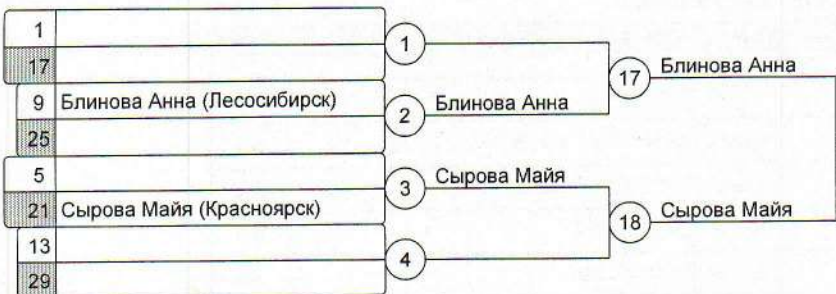 1
1
17
17 Блинова Анна
9 Блинова Анна (Лесосибирск)
2 Блинова Анна
25
5
3 Сырова Майя
21 Сырова Майя (Красноярск)
18 Сырова Майя
13
4
29